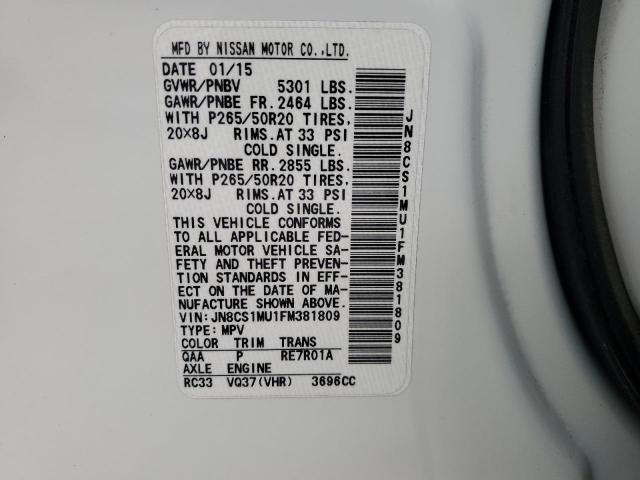 MFD BY NISSAN MOTOR CO.,LTD.
DATE 01/15
GVWR/PNBV 5301 LBS.
GAWR/PNBE FR. 2464 LBS.
WITH P265/50R20 TIRES,
20×8J RIMS.AT 33 PSI
COLD SINGLE.
GAWR/PNBE RR. 2855 LBS.
WITH P265/50R20 TIRES,
20×8J RIMS.AT 33 PSI
COLD SINGLE.
THIS VEHICLE CONFORMS
TO ALL APPLICABLE FED-
ERAL MOTOR VEHICLE SA-
FETY AND THEFT PREVEN-
TION STANDARDS IN EFF-
ECT ON THE DATE OF MA-
NUFACTURE SHOWN ABOVE.
VIN:JN8CS1MU1FM381809
TYPE:MPV
COLOR TRIM TRANS
QAA P RE7R01A
AXLE ENGINE
RC33 VQ37(VHR) 3696CC
JN8CS1MU1FM381809